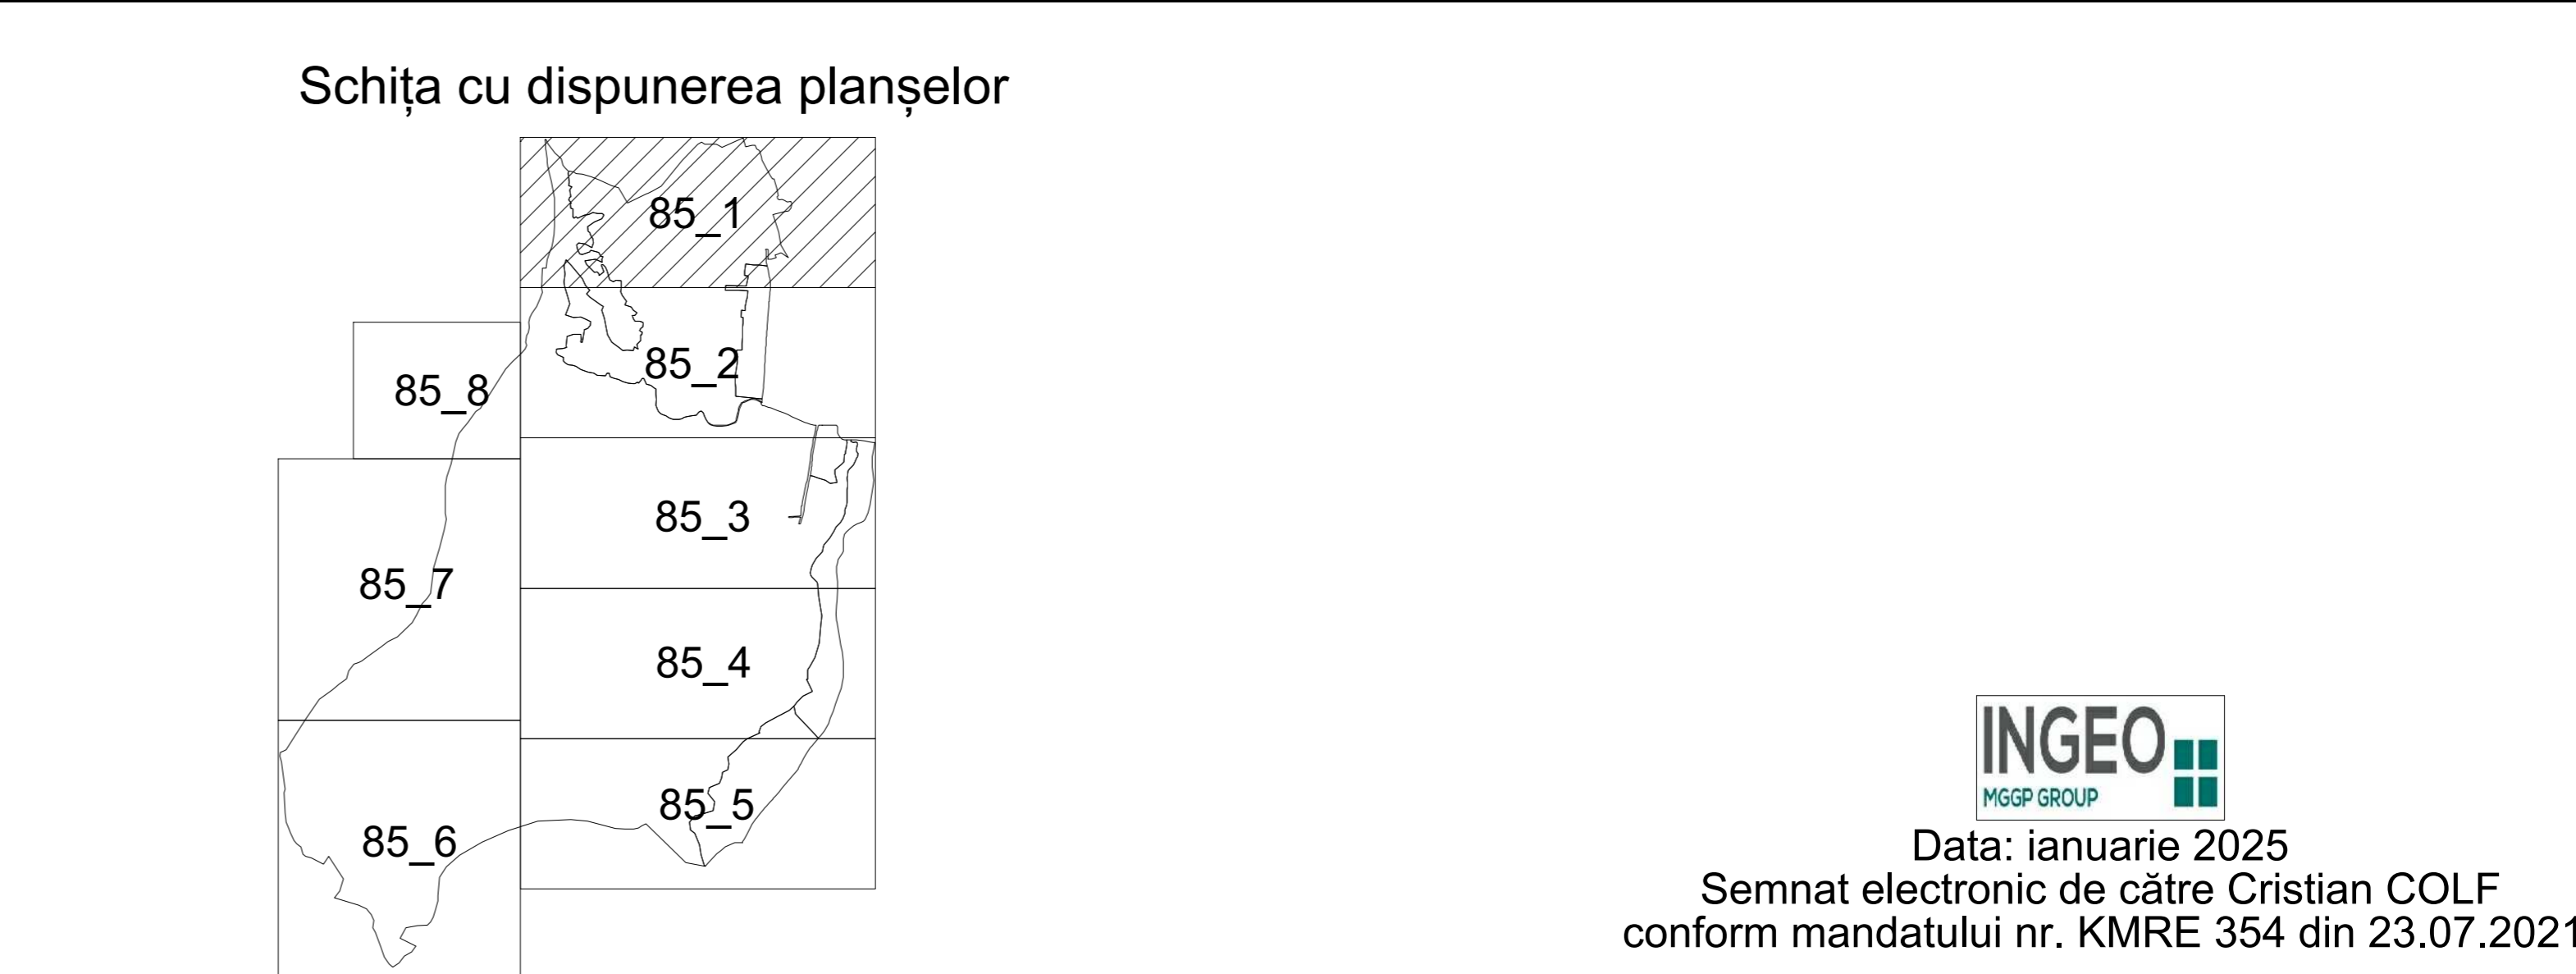 Schița cu dispunerea planșelor
85_1
85_2
85_8
85_3
85_7
85_4
85_5
85_6
INGEO
MGGP GROUP
Data: ianuarie 2025
Semnat electronic de către Cristian COLF
conform mandatului nr. KMRE 354 din 23.07.2021